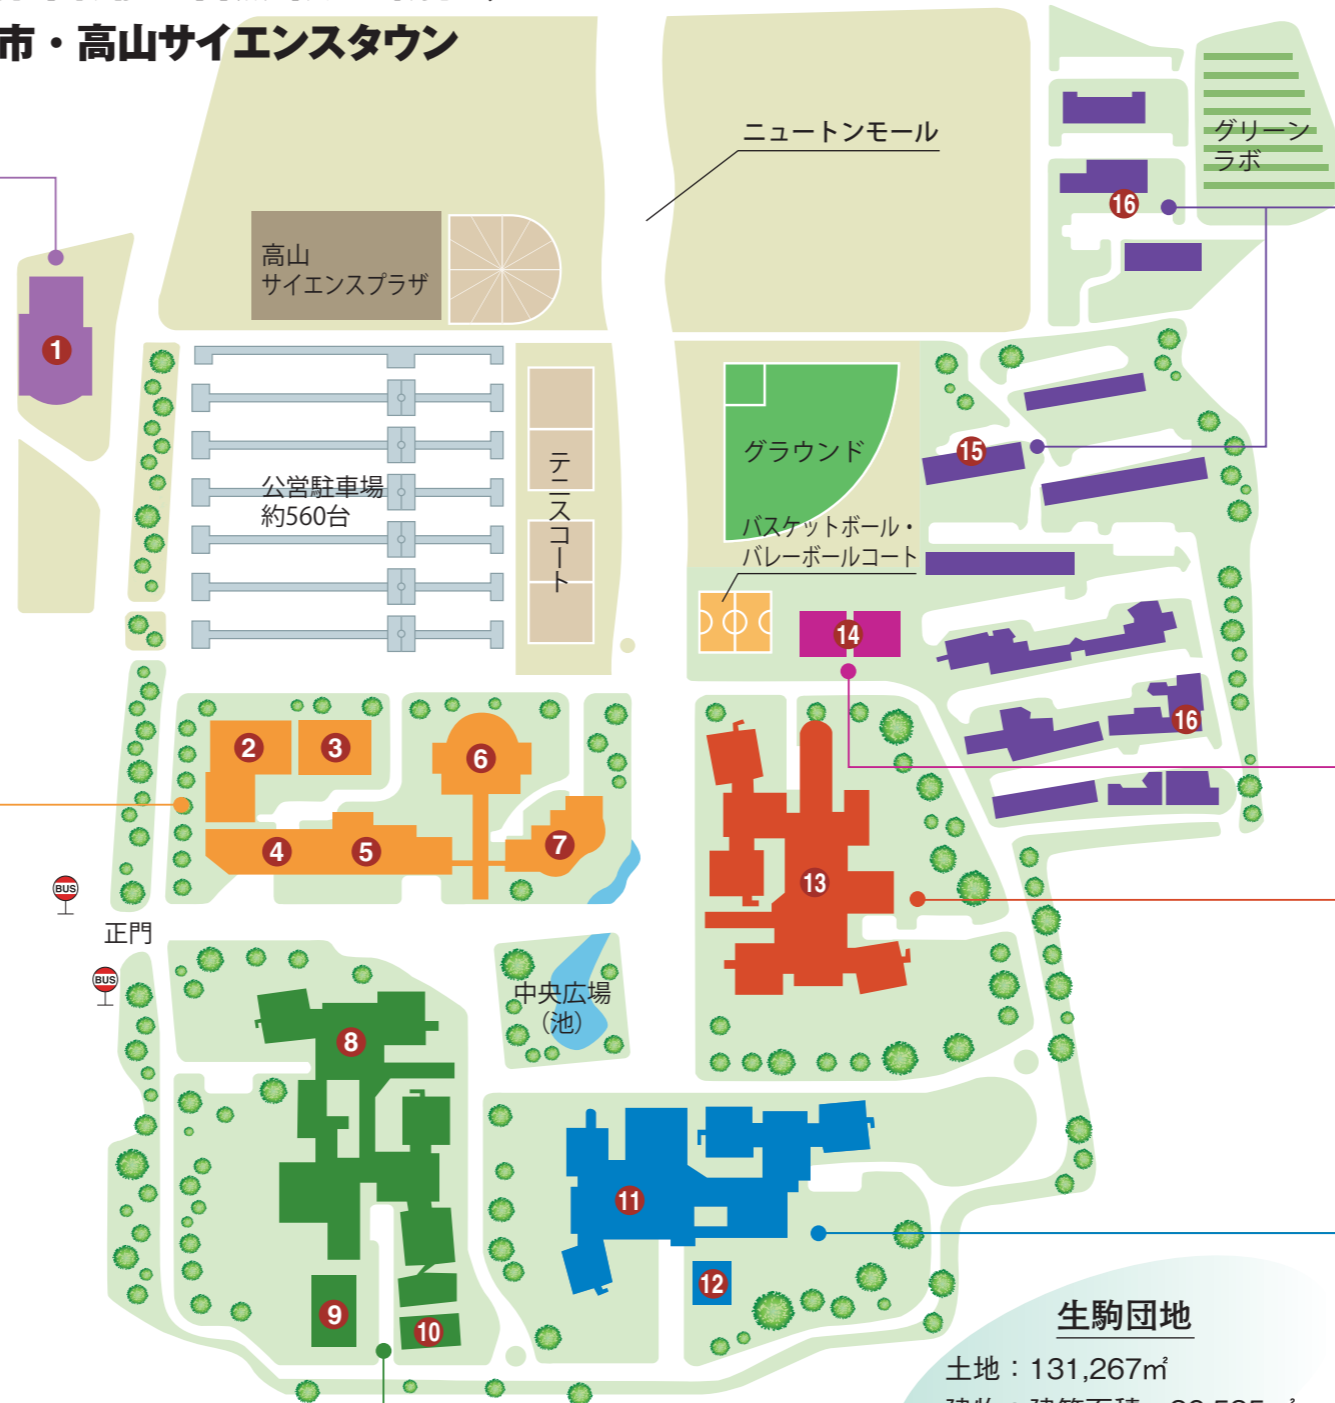 市・高山サイエンスタウン
ニュートンモール
グリーン
ラボ
16
高山
サイエンスプラザ
1
公営駐車場
約560台
テニスコート
グラウンド
15
バスケットボール・
バレーボールコート
14
16
2
3
6
4
5
7
13
BUS
正門
BUS
中央広場
(池)
8
11
12
9
10
生駒団地
土地：131,267㎡